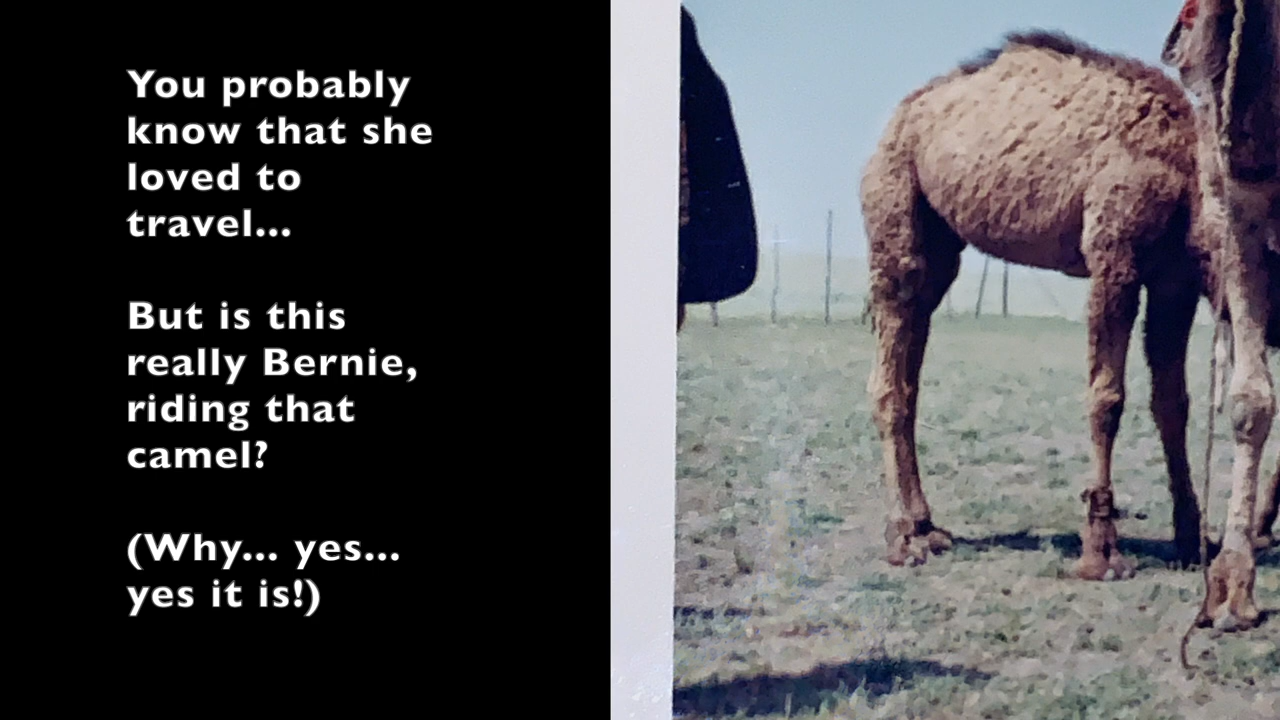 You probably
know that she
loved to
travel...
But is this
really Bernie,
riding that
camel?
(Why... yes...
yes it is!)